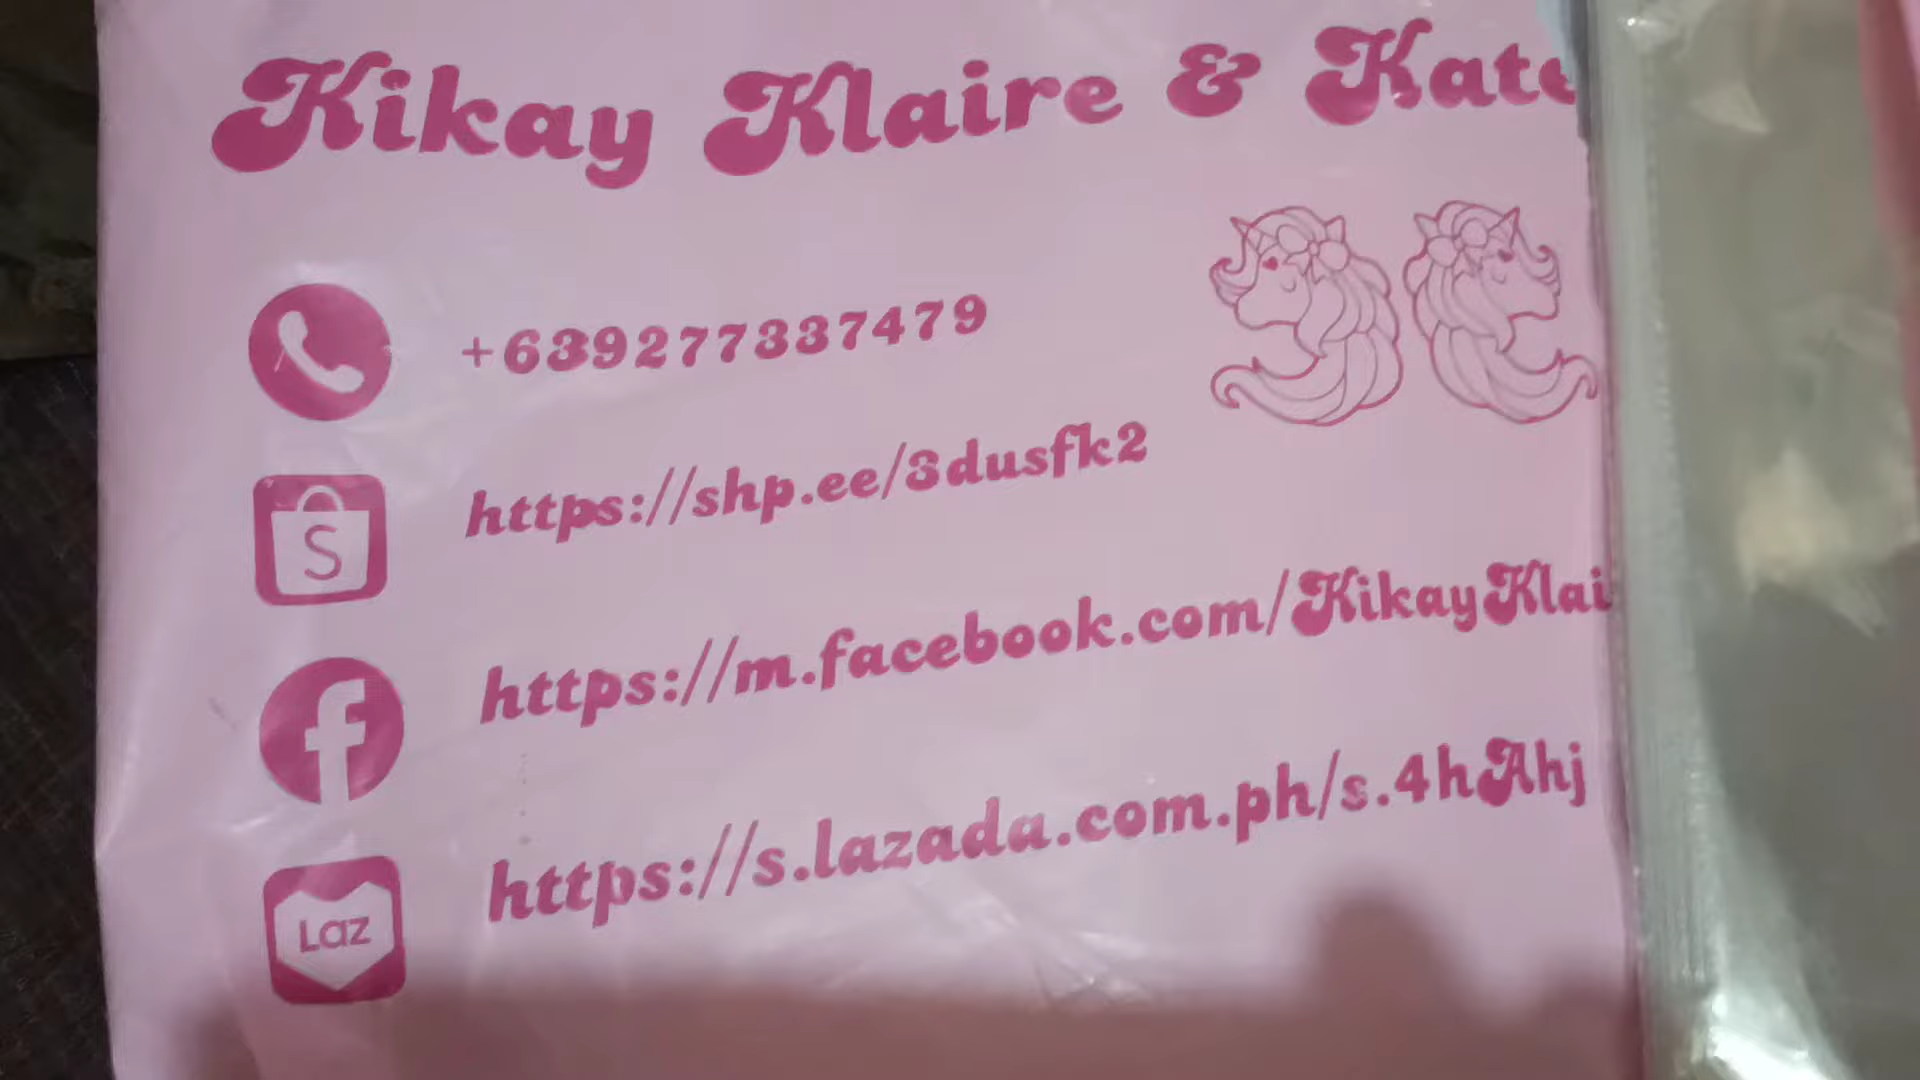 Kikay Klaire & Kate
+639277337479
https://shp.ee/3dusfk2
S
https://m.facebook.com/KikayKlai
f
https://s.lazada.com.ph/s.4hAhj
Laz